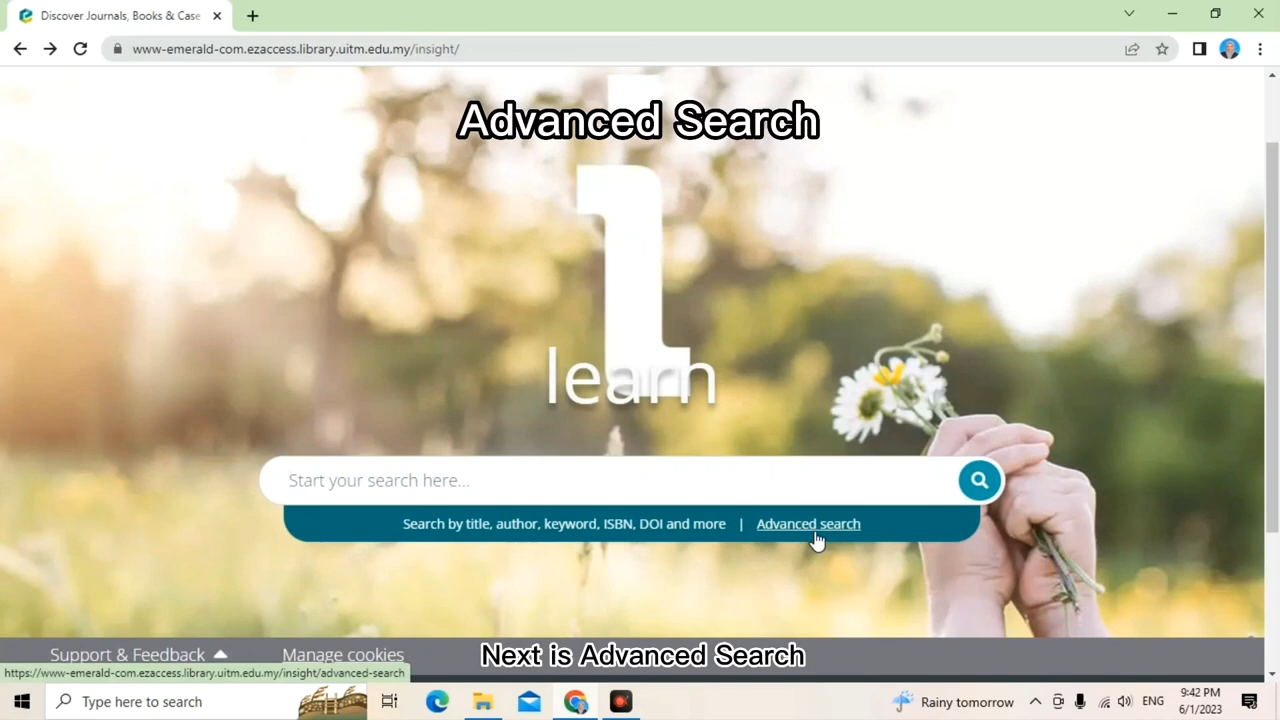 Discover Journals, Books & Case
www-emerald-com.ezaccess.library.uitm.edu.my/insight/
Advanced Search
1
learn
Start your search here...
Search by title, author, keyword, ISBN, DOI and more | Advanced search
Support & Feedback
Manage cookies
Next is Advanced Search
https://www-emerald-com.ezaccess.library.uitm.edu.my/insight/advanced-search
Type here to search
Rainy tomorrow
ENG
9:42 PM
6/1/2023